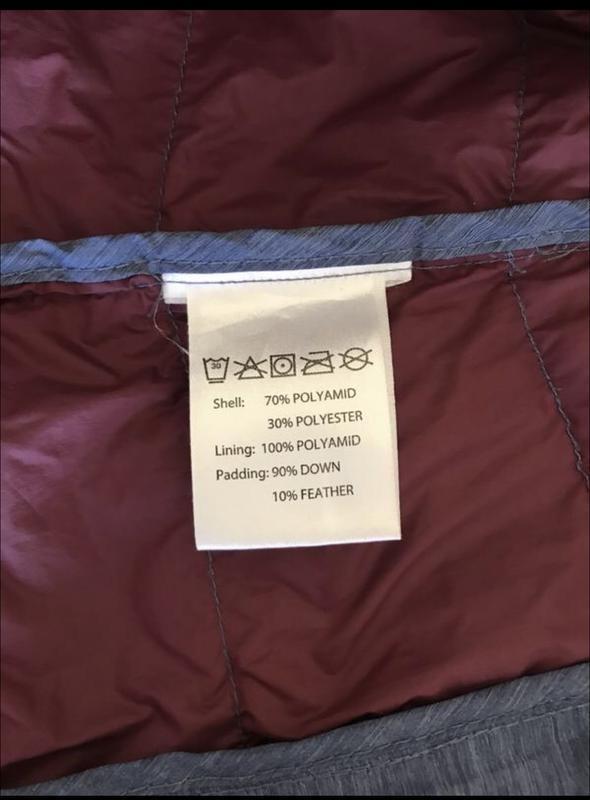 30
Shell: 70% POLYAMID
30% POLYESTER
Lining: 100% POLYAMID
Padding: 90% DOWN
10% FEATHER